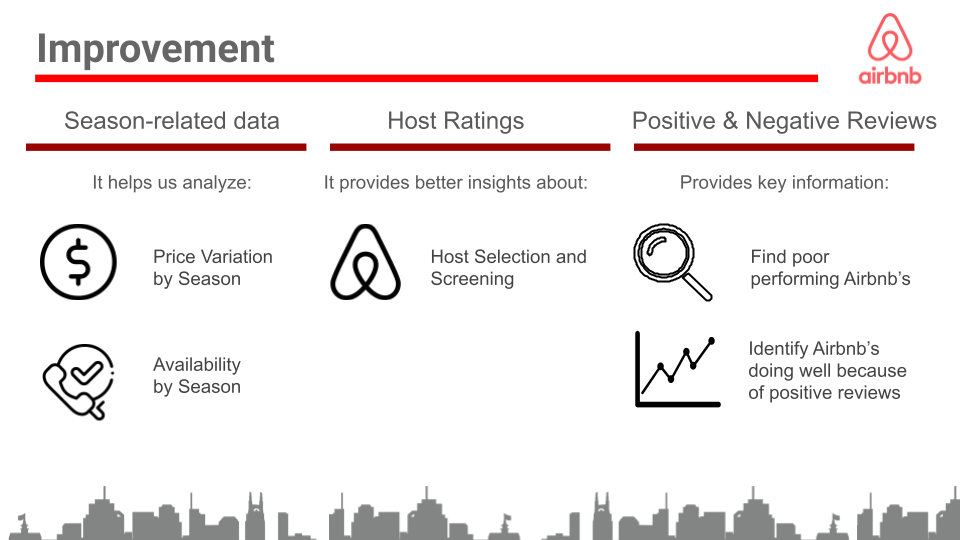 Improvement
airbnb
Season-related data
It helps us analyze:
Price Variation
by Season
Availability
by Season
Host Ratings
It provides better insights about:
Host Selection and
Screening
Positive & Negative Reviews
Provides key information:
Find poor
performing Airbnb’s
Identify Airbnb’s
doing well because
of positive reviews